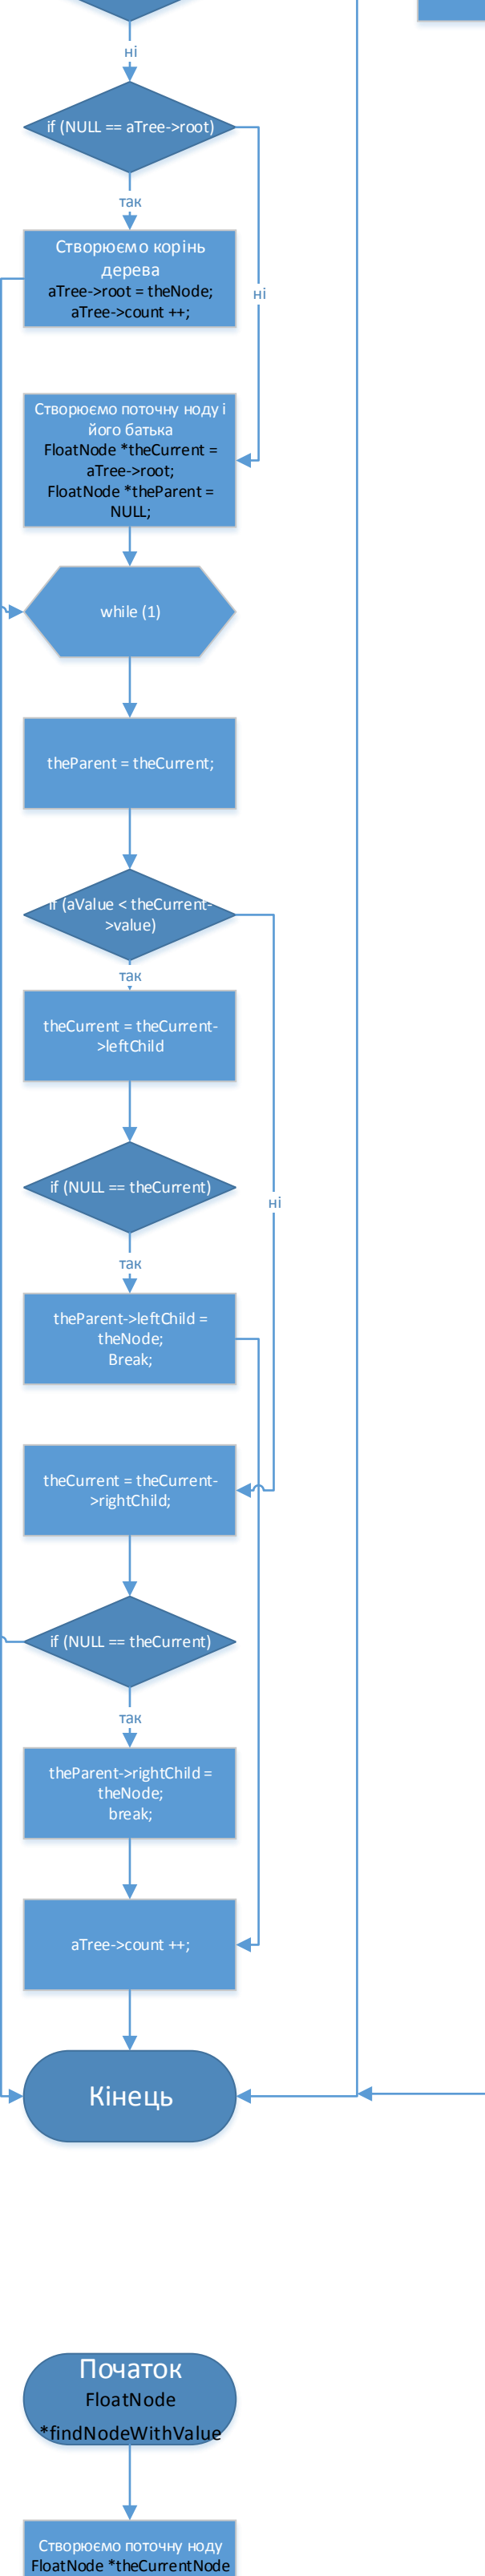 ні
if (NULL == aTree->root)
так
Створюємо корінь
дерева
aTree->root = theNode;
aTree->count ++;
ні
Створюємо поточну ноду і
його батька
FloatNode *theCurrent =
aTree->root;
FloatNode *theParent =
NULL;
while (1)
theParent = theCurrent;
if (aValue < theCurrent-
>value)
так
theCurrent = theCurrent-
>leftChild
if (NULL == theCurrent)
ні
так
theParent->leftChild =
theNode;
Break;
theCurrent = theCurrent-
>rightChild;
if (NULL == theCurrent)
так
theParent->rightChild =
theNode;
break;
aTree->count ++;
Кінець
Початок
FloatNode
*findNodeWithValue
Створюємо поточну ноду
FloatNode *theCurrentNode